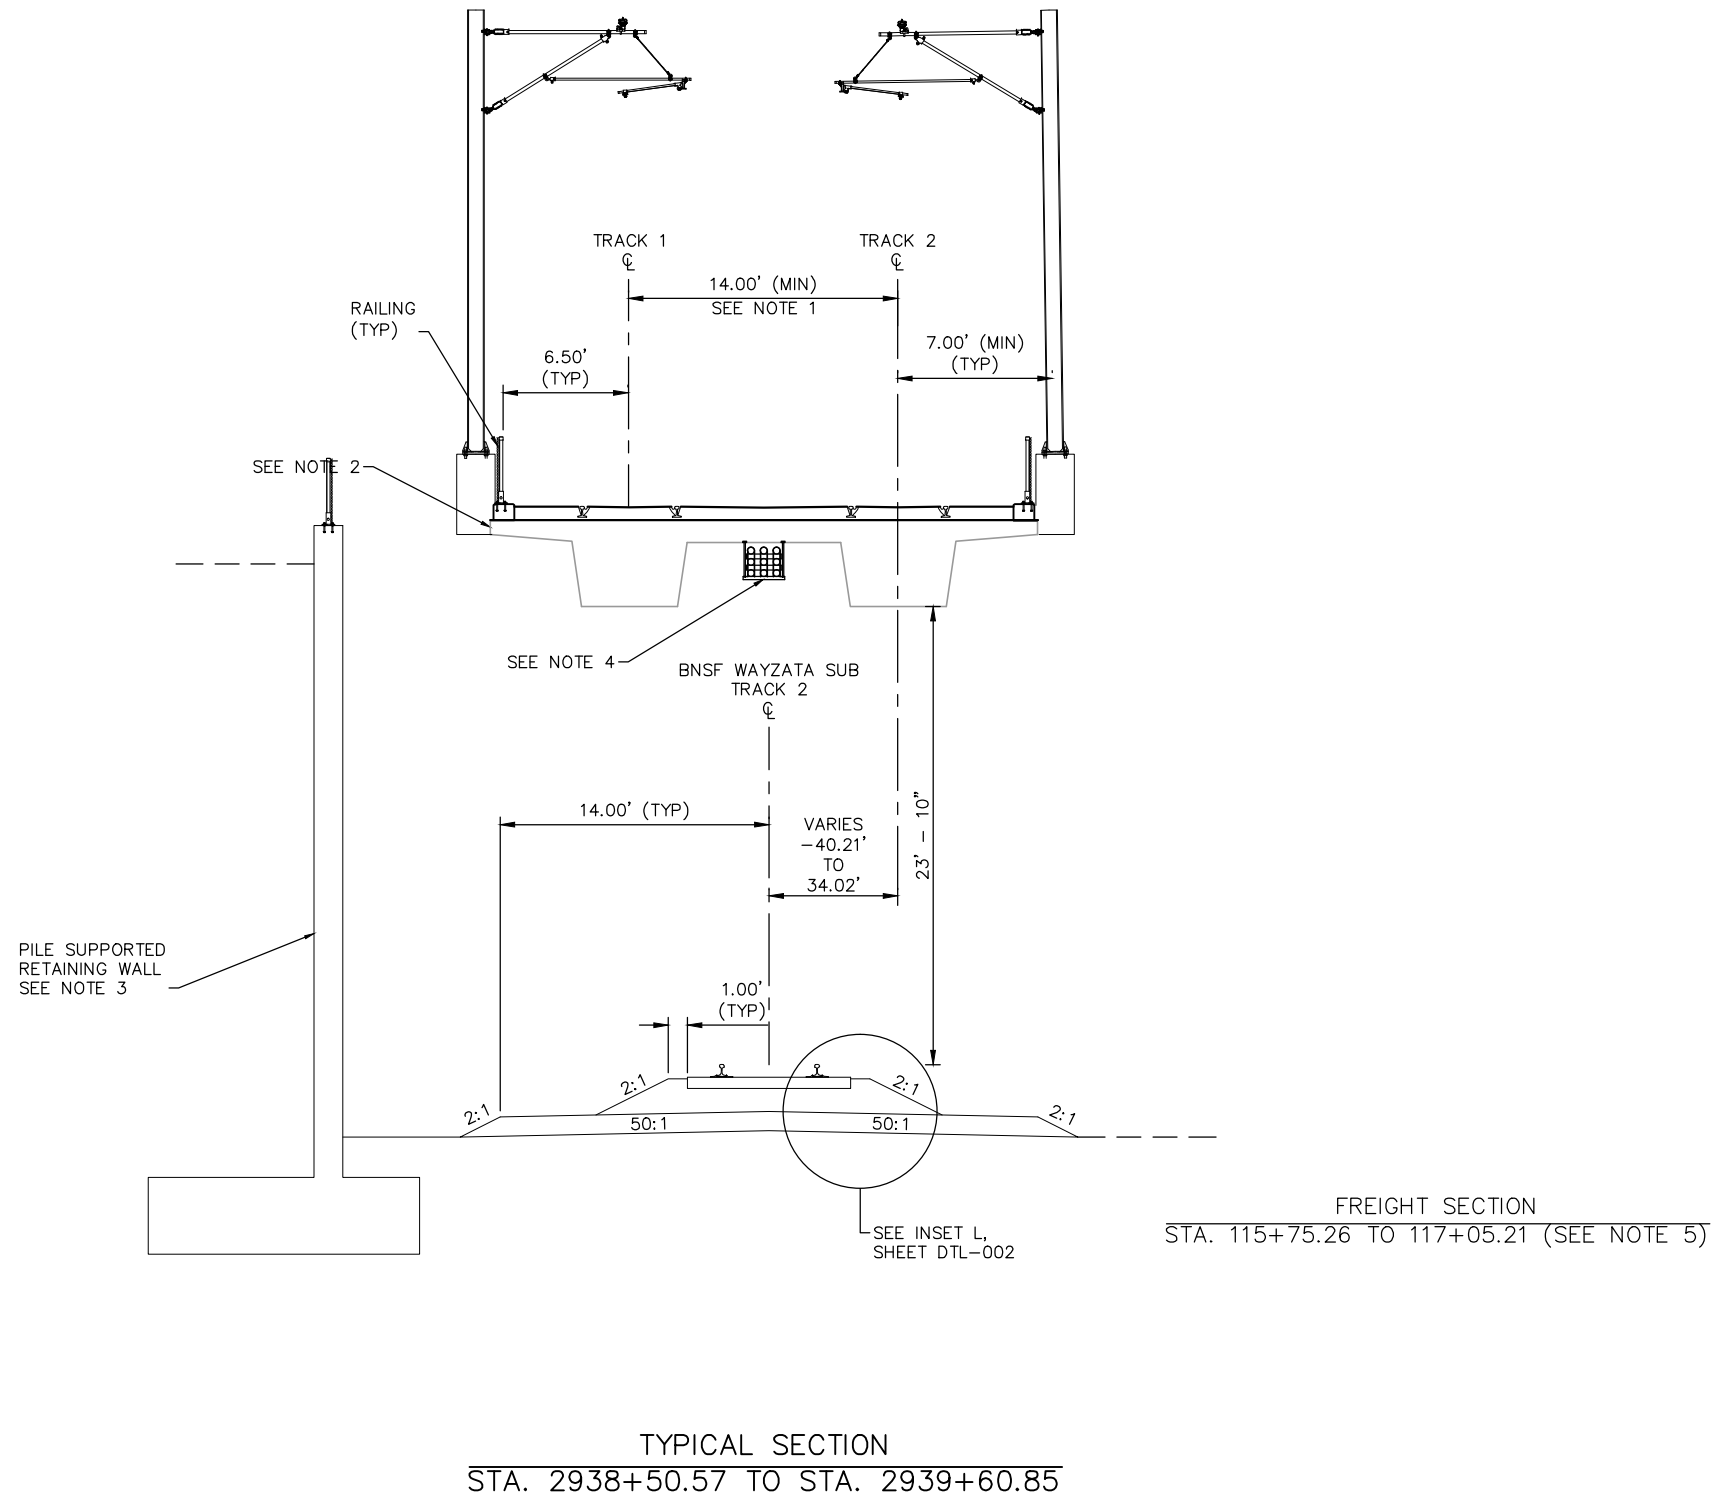 TRACK 1
℄
TRACK 2
℄
14.00' (MIN)
SEE NOTE 1
RAILING
(TYP)
6.50'
(TYP)
7.00' (MIN)
(TYP)
SEE NOTE 2
SEE NOTE 4
BNSF WAYZATA SUB
TRACK 2
℄
14.00' (TYP)
VARIES
-40.21'
TO
34.02'
23' - 10"
PILE SUPPORTED
RETAINING WALL
SEE NOTE 3
1.00'
(TYP)
2:1
2:1
2:1
2:1
50:1
50:1
SEE INSET L,
SHEET DTL-002
FREIGHT SECTION
STA. 115+75.26 TO 117+05.21 (SEE NOTE 5)
TYPICAL SECTION
STA. 2938+50.57 TO STA. 2939+60.85